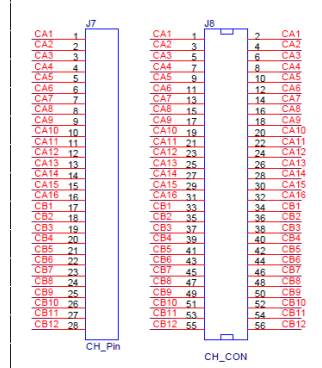 J7 J8
CA1 1 CA1 1 2 CA1
CA2 2 CA2 3 4 CA2
CA3 3 CA3 5 6 CA3
CA4 4 CA4 7 8 CA4
CA5 5 CA5 9 10 CA5
CA6 6 CA6 11 12 CA6
CA7 7 CA7 13 14 CA7
CA8 8 CA8 15 16 CA8
CA9 9 CA9 17 18 CA9
CA10 10 CA10 19 20 CA10
CA11 11 CA11 21 22 CA11
CA12 12 CA12 23 24 CA12
CA13 13 CA13 25 26 CA13
CA14 14 CA14 27 28 CA14
CA15 15 CA15 29 30 CA15
CA16 16 CA16 31 32 CA16
CB1 17 CB1 33 34 CB1
CB2 18 CB2 35 36 CB2
CB3 19 CB3 37 38 CB3
CB4 20 CB4 39 40 CB4
CB5 21 CB5 41 42 CB5
CB6 22 CB6 43 44 CB6
CB7 23 CB7 45 46 CB7
CB8 24 CB8 47 48 CB8
CB9 25 CB9 49 50 CB9
CB10 26 CB10 51 52 CB10
CB11 27 CB11 53 54 CB11
CB12 28 CB12 55 56 CB12
CH_Pin
CH_CON